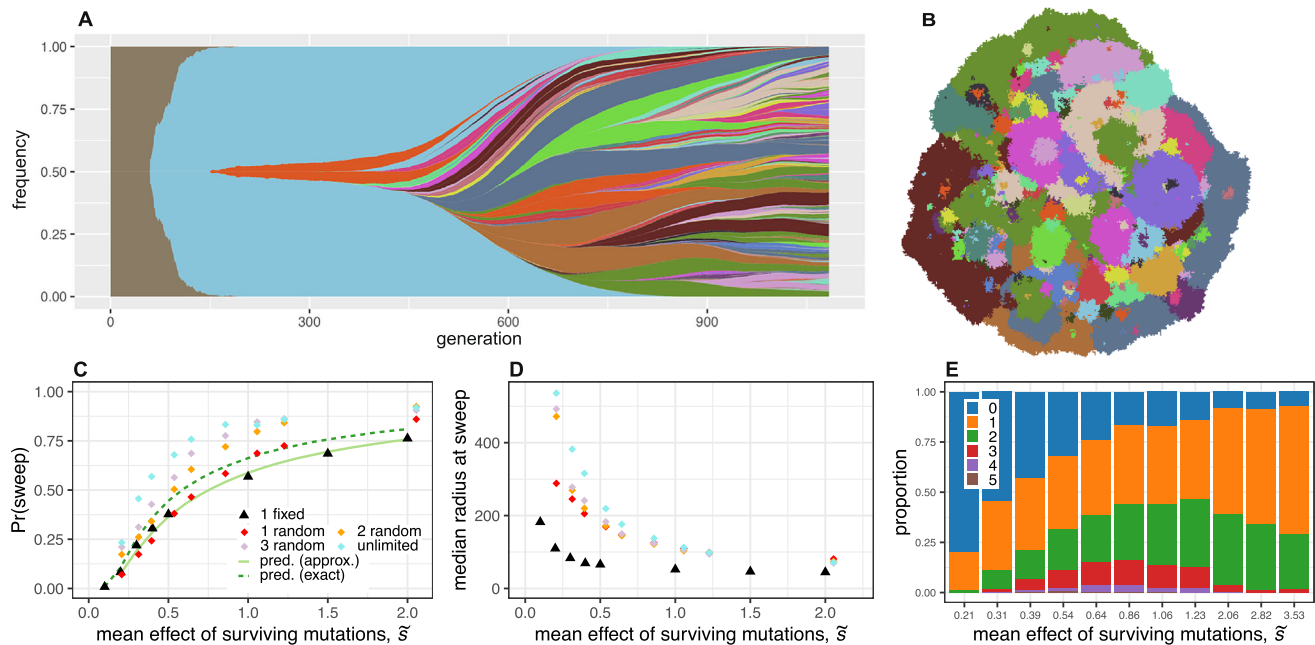 A
B
1.00
0.75
0.50
0.25
0.00
frequency
0
300
600
900
generation
C
D
E
1.00
0.75
0.50
0.25
0.00
Pr(sweep)
1 fixed
1 random
2 random
3 random
unlimited
pred. (approx.)
pred. (exact)
0.0
0.5
1.0
1.5
2.0
mean effect of surviving mutations, s̃
400
200
0
median radius at sweep
0.0
0.5
1.0
1.5
2.0
mean effect of surviving mutations, s̃
1.00
0.75
0.50
0.25
0.00
proportion
0
1
2
3
4
5
0.21
0.31
0.39
0.54
0.64
0.86
1.06
1.23
2.06
2.82
3.53
mean effect of surviving mutations, s̃